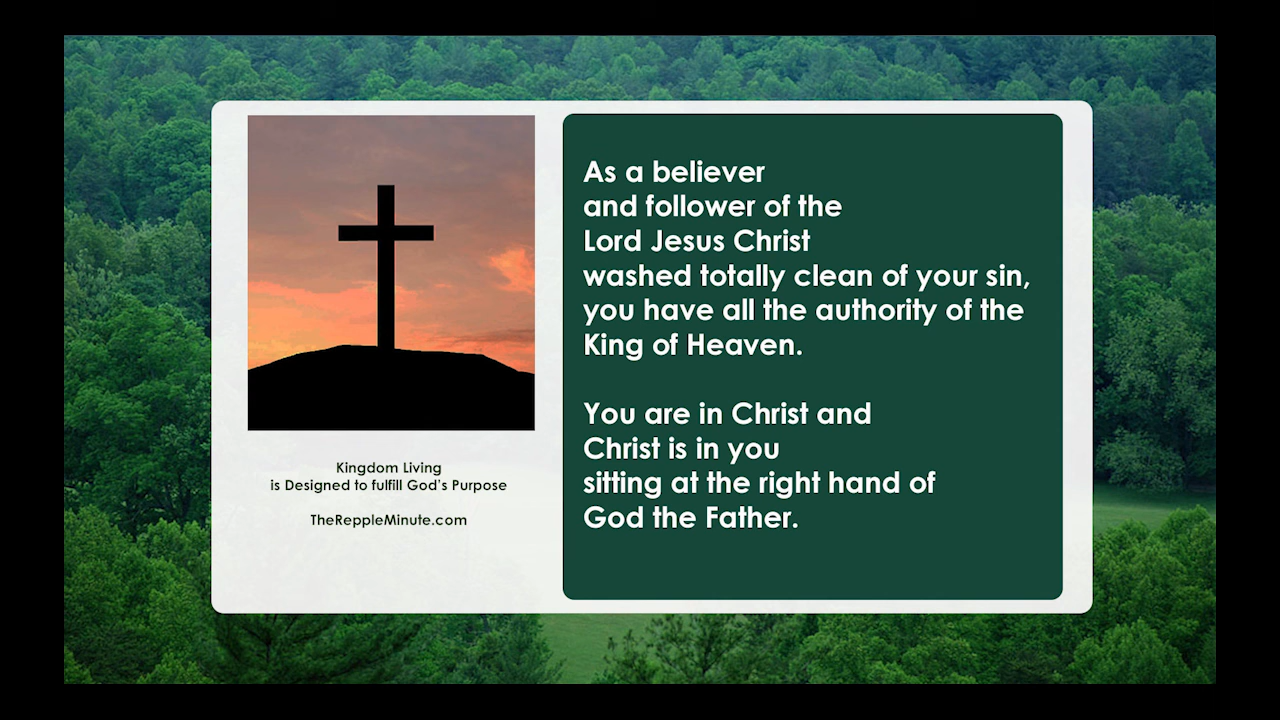 As a believer
and follower of the
Lord Jesus Christ
washed totally clean of your sin,
you have all the authority of the
King of Heaven.
You are in Christ and
Christ is in you
sitting at the right hand of
God the Father.
Kingdom Living
is Designed to fulfill God's Purpose
TheReppleMinute.com